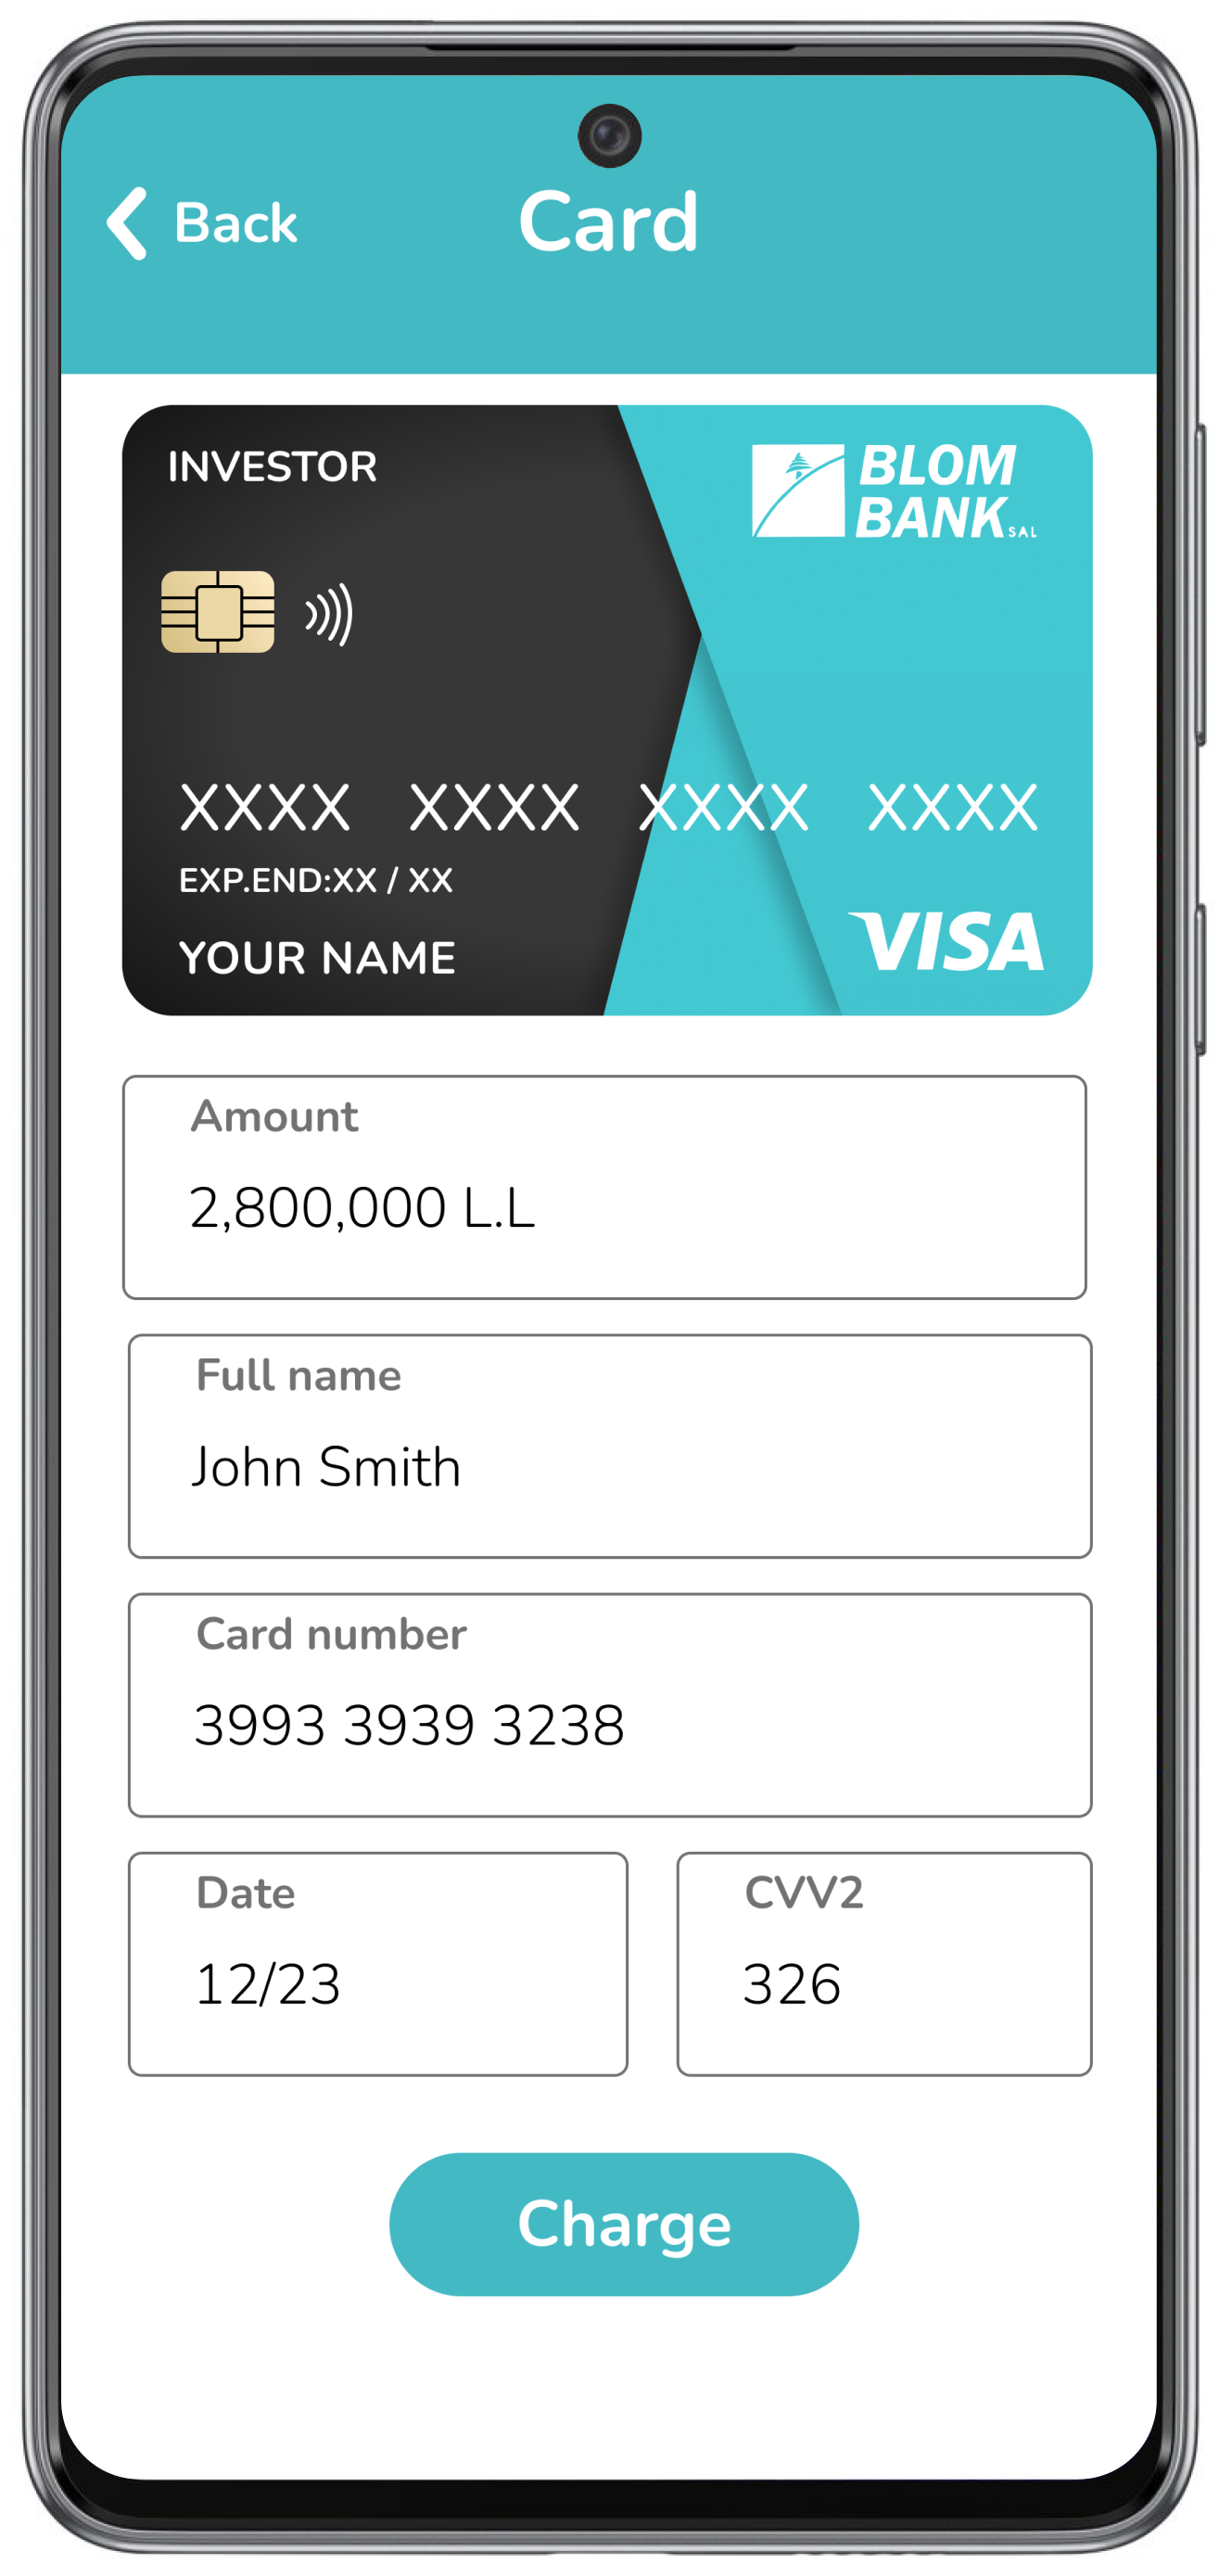 Back
Card
INVESTOR
BLOM
BANK SAL
XXXX XXXX XXXX XXXX
EXP.END:XX / XX
YOUR NAME
VISA
Amount
2,800,000 L.L
Full name
John Smith
Card number
3993 3939 3238
Date
12/23
CVV2
326
Charge